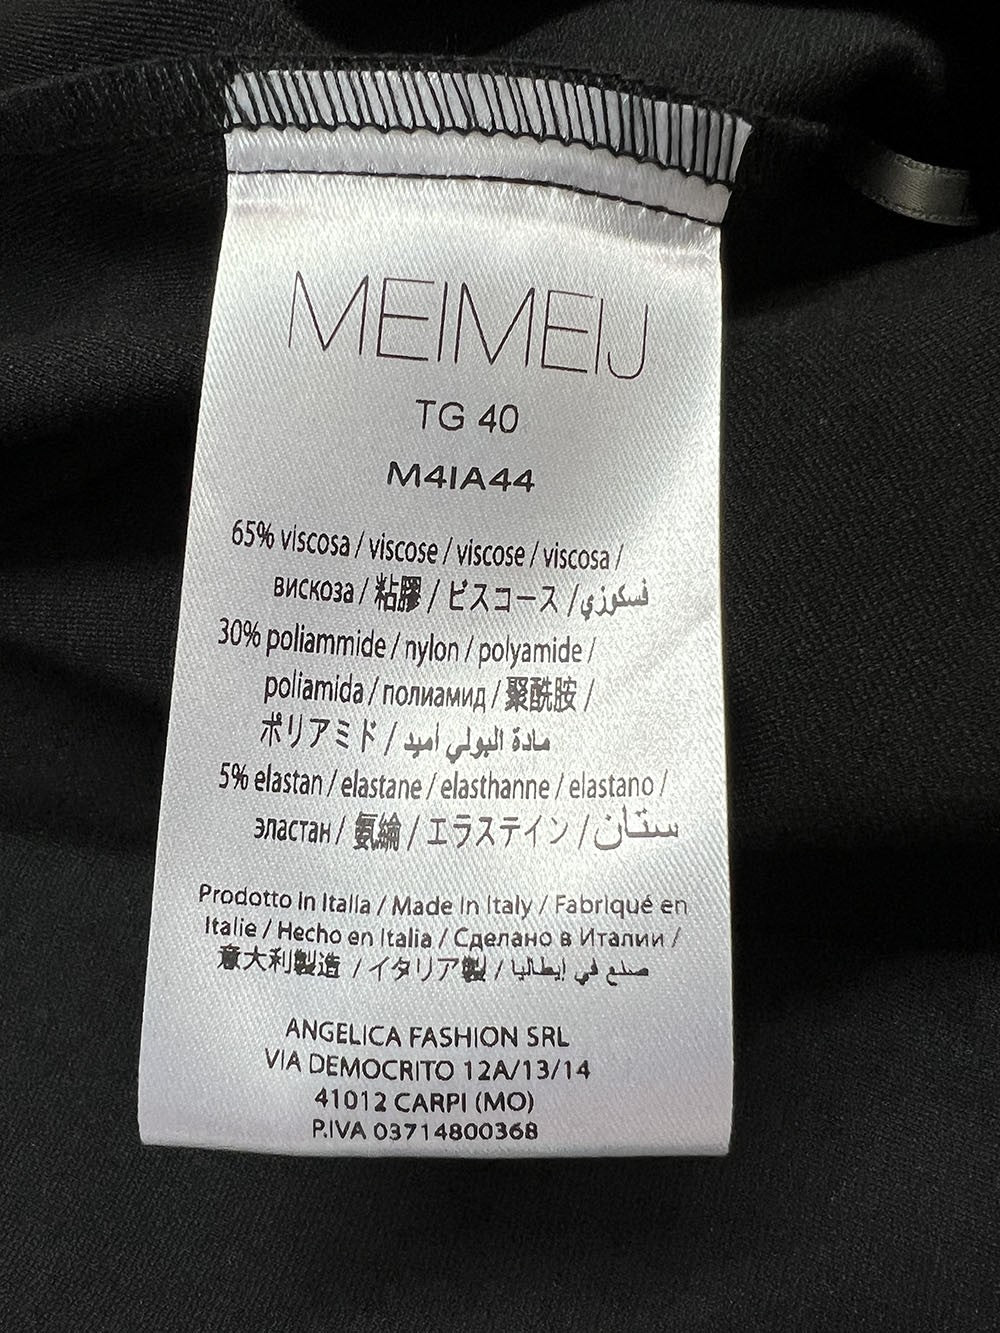 MEIMEIJ
TG 40
M4IA44
65% viscosa / viscose / viscose / viscosa /
вискоза / 粘膠 / ビスコース / فسكوزي
30% poliammide / nylon / polyamide /
poliamida / полиамид / 聚酰胺 /
ポリアミド / مادة البولي أميد
5% elastan / elastane / elasthanne / elastano /
эластан / 氨綸 / エラステイン / ستان
Prodotto in Italia / Made in Italy / Fabriqué en
Italie / Hecho en Italia / Сделано в Италии /
意大利製造 / イタリア製 / صنع في إيطاليا
ANGELICA FASHION SRL
VIA DEMOCRITO 12A/13/14
41012 CARPI (MO)
P.IVA 03714800368